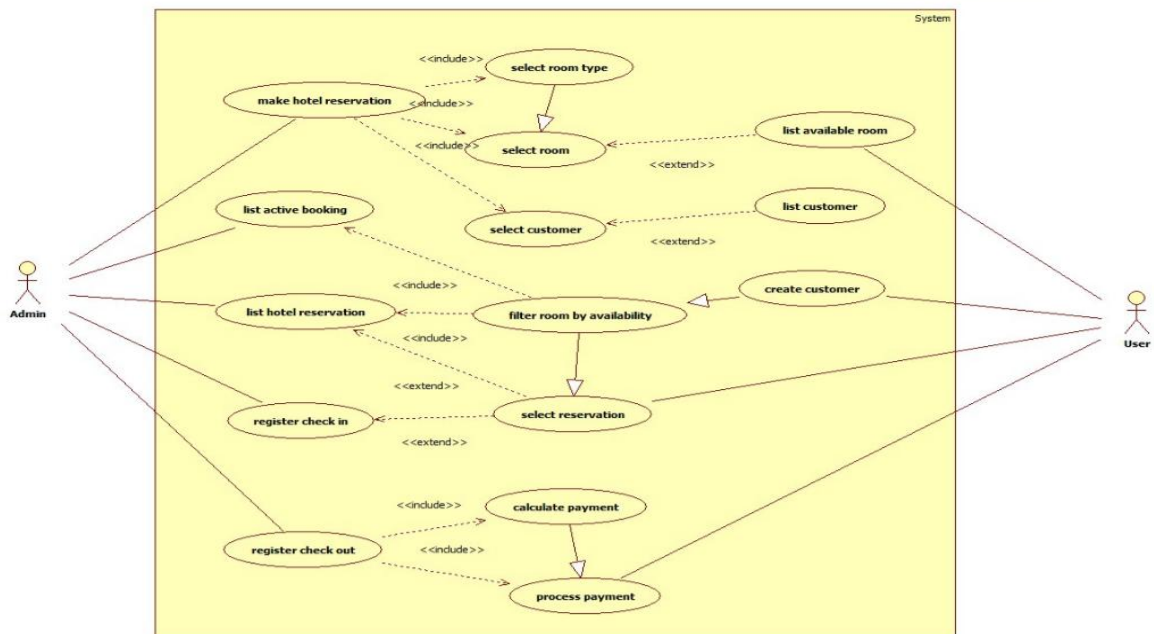 System
<<include>>
select room type
make hotel reservation
<<include>>
list available room
<<include>>
select room
<<extend>>
list active booking
list customer
select customer
<<extend>>
<<include>>
create customer
Admin
list hotel reservation
filter room by availability
User
<<include>>
<<extend>>
register check in
select reservation
<<extend>>
<<include>>
calculate payment
register check out
<<include>>
process payment